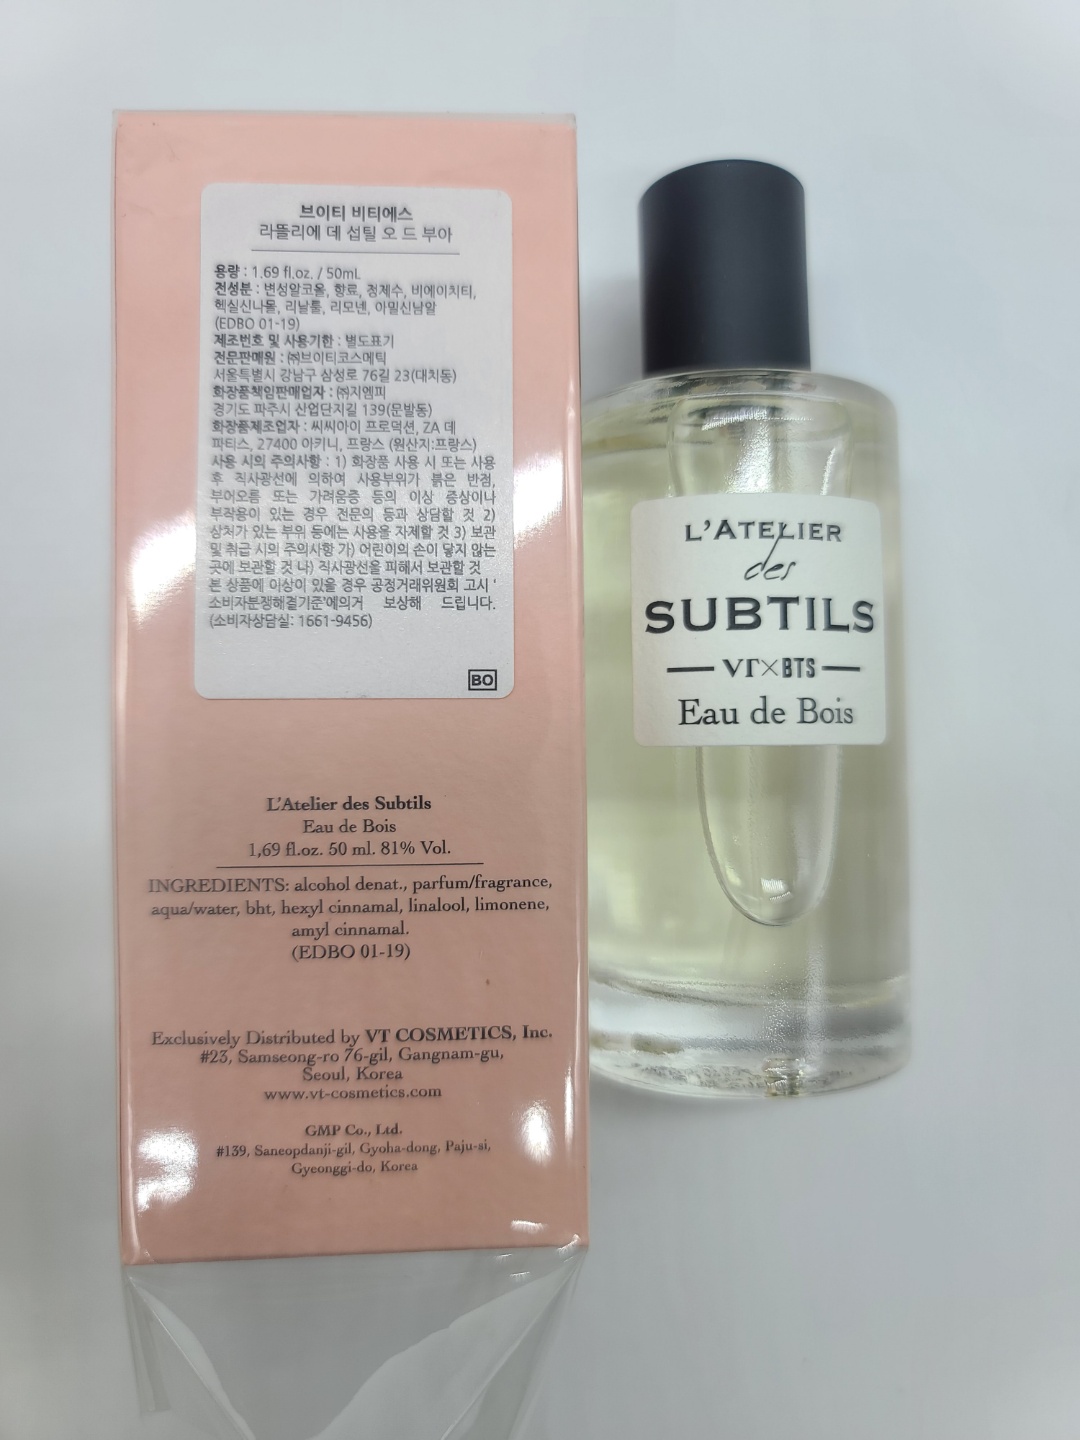 브이티 비티에스
라뜰리에 데 섭틸 오 드 부아
용량 : 1.69 fl.oz. / 50mL
전성분 : 변성알코올, 향료, 정제수, 비에이치티,
헥실신나몰, 리날룰, 리모넨, 아밀신남알
(EDBO 01-19)
제조번호 및 사용기한 : 별도표기
전문판매원 : ㈜브이티코스메틱
서울특별시 강남구 삼성로 76길 23(대치동)
화장품책임판매업자 : ㈜지엠피
경기도 파주시 산업단지길 139(문발동)
화장품제조업자 : 씨씨아이 프로덕션, ZA 데
파티스, 27400 아키니, 프랑스 (원산지:프랑스)
사용 시의 주의사항 : 1) 화장품 사용 시 또는 사용
후 직사광선에 의하여 사용부위가 붉은 반점,
부어오름 또는 가려움증 등의 이상 증상이나
부작용이 있는 경우 전문의 등과 상담할 것 2)
상처가 있는 부위 등에는 사용을 자제할 것 3) 보관
및 취급 시의 주의사항 가) 어린이의 손이 닿지 않는
곳에 보관할 것 나) 직사광선을 피해서 보관할 것
본 상품에 이상이 있을 경우 공정거래위원회 고시 '
소비자분쟁해결기준'에의거 보상해 드립니다.
(소비자상담실: 1661-9456)
BO
L'Atelier des Subtils
Eau de Bois
1,69 fl.oz. 50 ml. 81% Vol.
INGREDIENTS: alcohol denat., parfum/fragrance,
aqua/water, bht, hexyl cinnamal, linalool, limonene,
amyl cinnamal.
(EDBO 01-19)
Exclusively Distributed by VT COSMETICS, Inc.
#23, Samseong-ro 76-gil, Gangnam-gu,
Seoul, Korea
www.vt-cosmetics.com
GMP Co., Ltd.
#139, Saneopdanji-gil, Gyoha-dong, Paju-si,
Gyeonggi-do, Korea
L'ATELIER
des
SUBTILS
VT×BTS
Eau de Bois